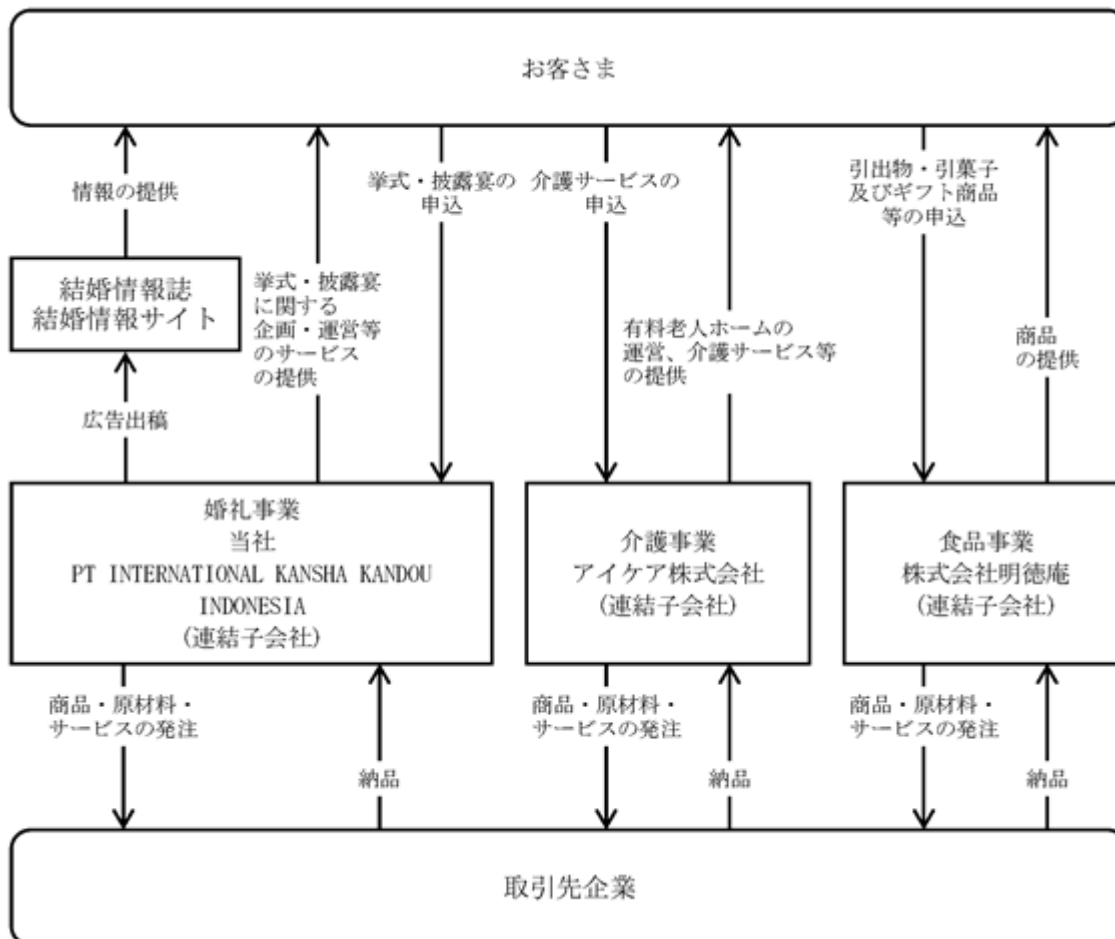 お客さま
情報の提供
挙式・披露宴の
申込
介護サービスの
申込
引出物・引菓子
及びギフト商品
等の申込
結婚情報誌
結婚情報サイト
挙式・披露宴
に関する
企画・運営等
のサービス
の提供
有料老人ホームの
運営、介護サービス等
の提供
商品
の提供
広告出稿
婚礼事業
当社
PT INTERNATIONAL KANSHA KANDOU
INDONESIA
(連結子会社)
介護事業
アイケア株式会社
(連結子会社)
食品事業
株式会社明徳庵
(連結子会社)
商品・原材料・
サービスの発注
納品
商品・原材料・
サービスの発注
納品
商品・原材料・
サービスの発注
納品
取引先企業